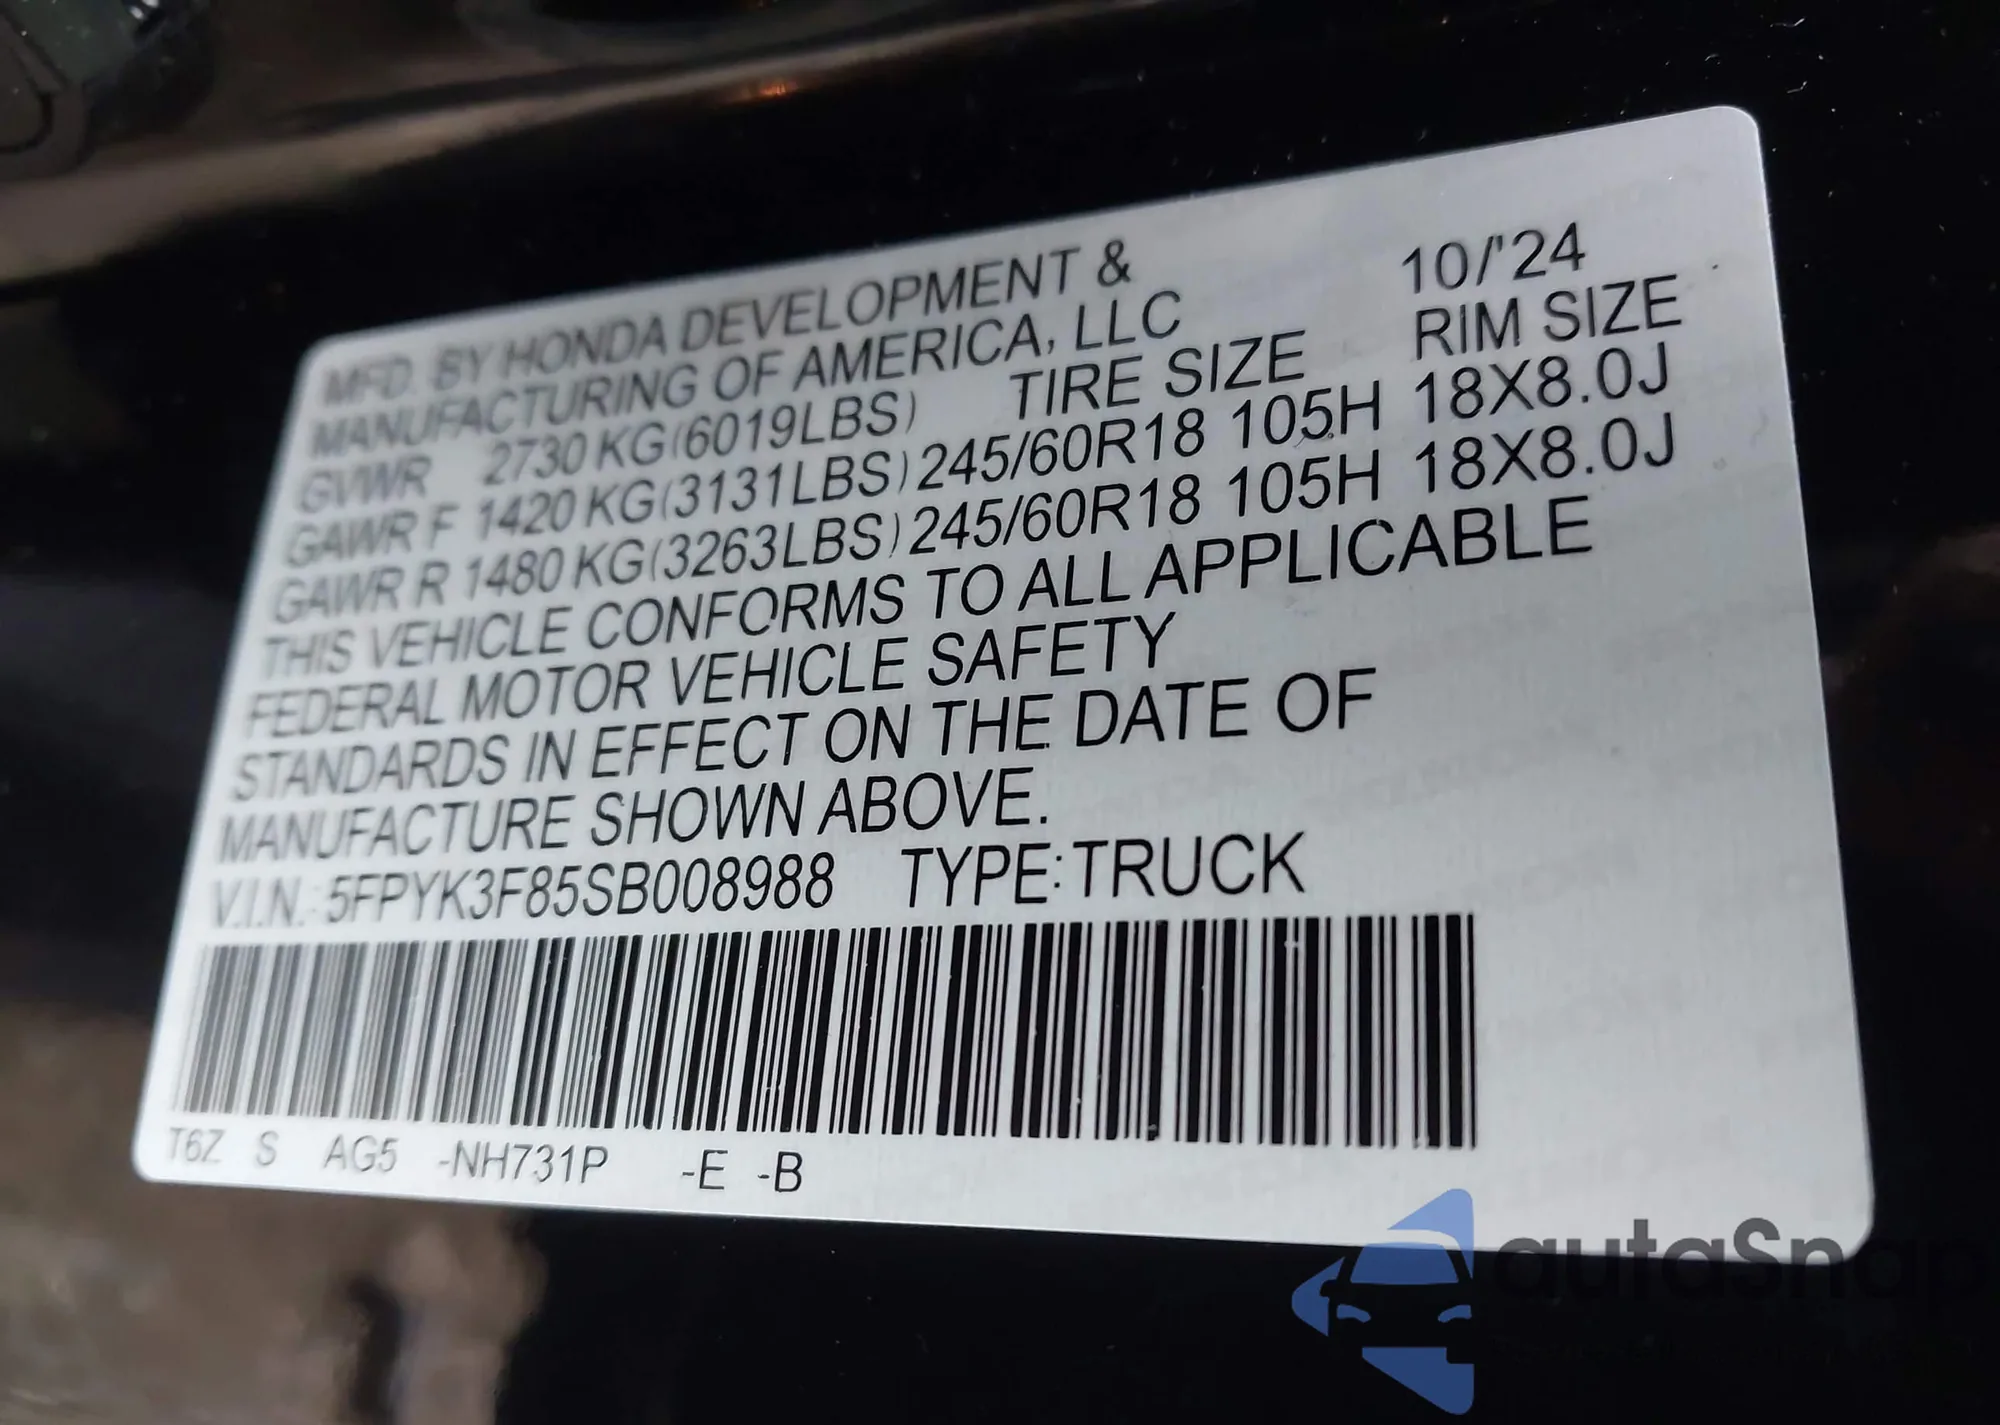 MFD. BY HONDA DEVELOPMENT & 10/'24
MANUFACTURING OF AMERICA, LLC RIM SIZE
GVWR 2730 KG(6019LBS) TIRE SIZE
GAWR F 1420 KG(3131LBS) 245/60R18 105H 18X8.0J
GAWR R 1480 KG(3263LBS) 245/60R18 105H 18X8.0J
THIS VEHICLE CONFORMS TO ALL APPLICABLE
FEDERAL MOTOR VEHICLE SAFETY
STANDARDS IN EFFECT ON THE DATE OF
MANUFACTURE SHOWN ABOVE.
V.I.N.: 5FPYK3F85SB008988 TYPE:TRUCK
T6Z S AG5 -NH731P -E -B
autaSnap